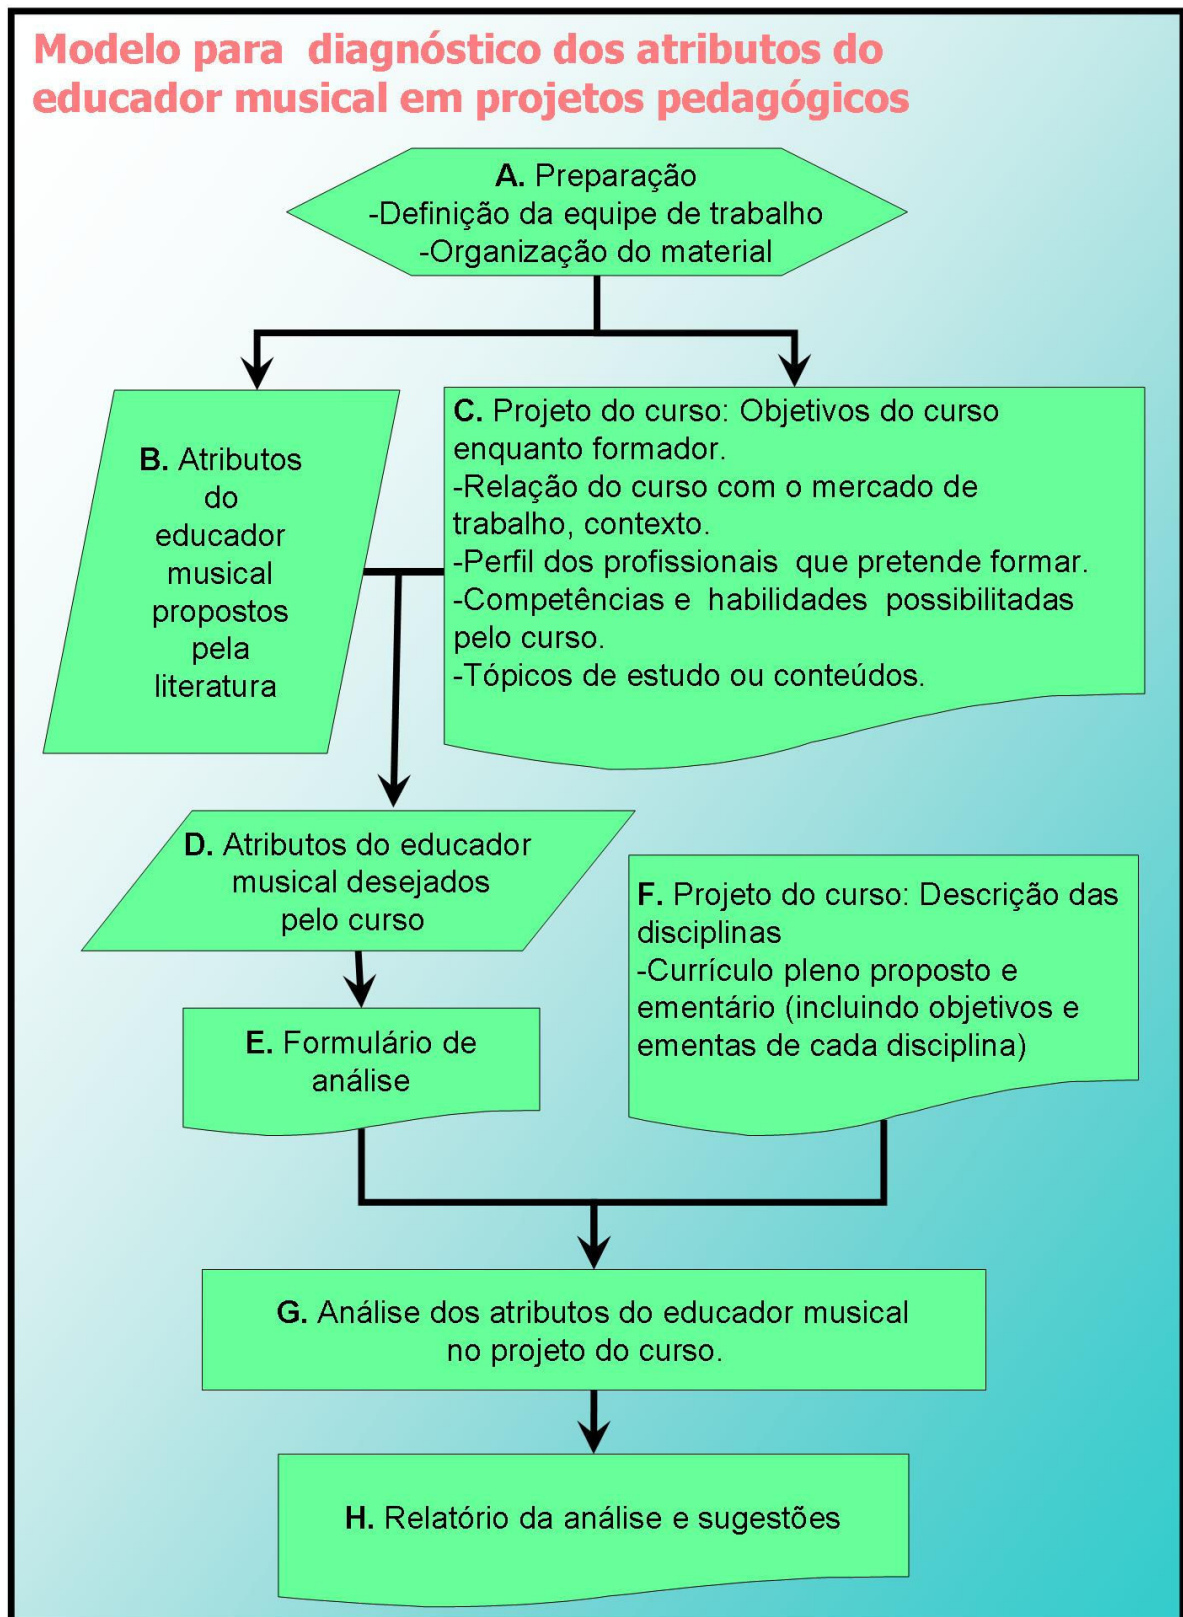 Modelo para diagnóstico dos atributos do
educador musical em projetos pedagógicos
A. Preparação
-Definição da equipe de trabalho
-Organização do material
B. Atributos
do
educador
musical
propostos
pela
literatura
C. Projeto do curso: Objetivos do curso
enquanto formador.
-Relação do curso com o mercado de
trabalho, contexto.
-Perfil dos profissionais que pretende formar.
-Competências e habilidades possibilitadas
pelo curso.
-Tópicos de estudo ou conteúdos.
D. Atributos do educador
musical desejados
pelo curso
E. Formulário de
análise
F. Projeto do curso: Descrição das
disciplinas
-Currículo pleno proposto e
ementário (incluindo objetivos e
ementas de cada disciplina)
G. Análise dos atributos do educador musical
no projeto do curso.
H. Relatório da análise e sugestões